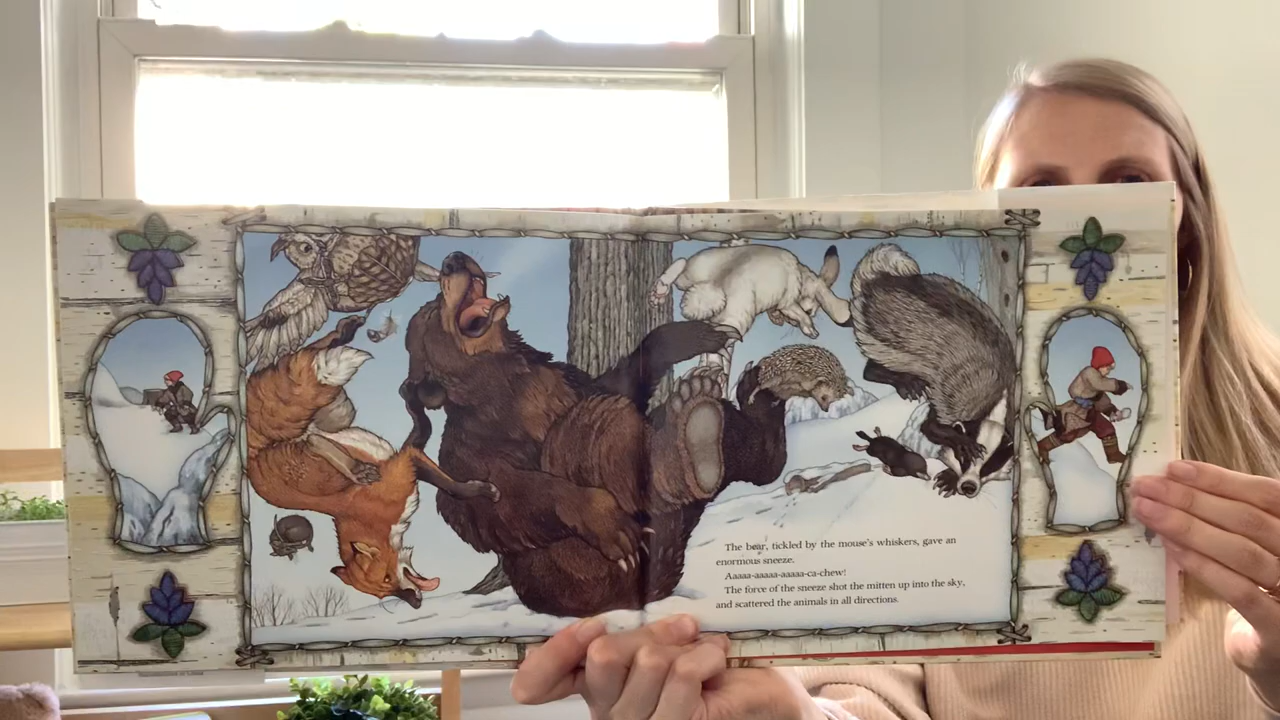 The bear, tickled by the mouse's whiskers, gave an
enormous sneeze.
Aaaaa-aaaaa-aaaaa-ca-chew!
The force of the sneeze shot the mitten up into the sky,
and scattered the animals in all directions.